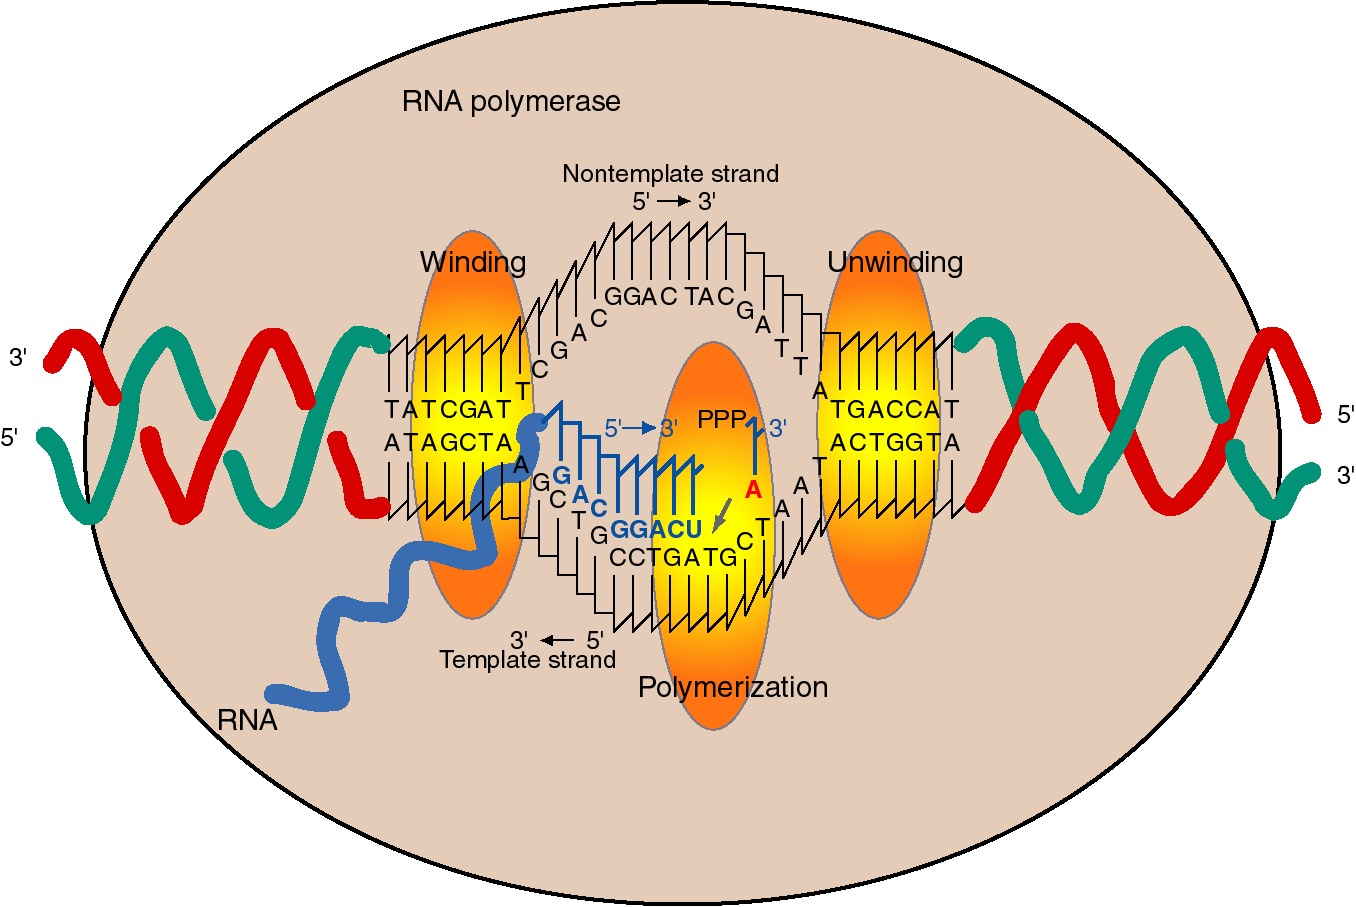 RNA polymerase
Nontemplate strand
5' → 3'
Winding
Unwinding
GGAC TAC
C
G
A
A
G
T
C
T
T
A
3'
5'
TATCGAT
TGACCAT
ATAGCTA
ACTGGTA
5'
3'
5' → 3'
PPP
3'
A
G
A
C
GGACU
A
G
C
T
G
CCTGATG
C
T
A
A
T
3' ← 5'
Template strand
Polymerization
RNA